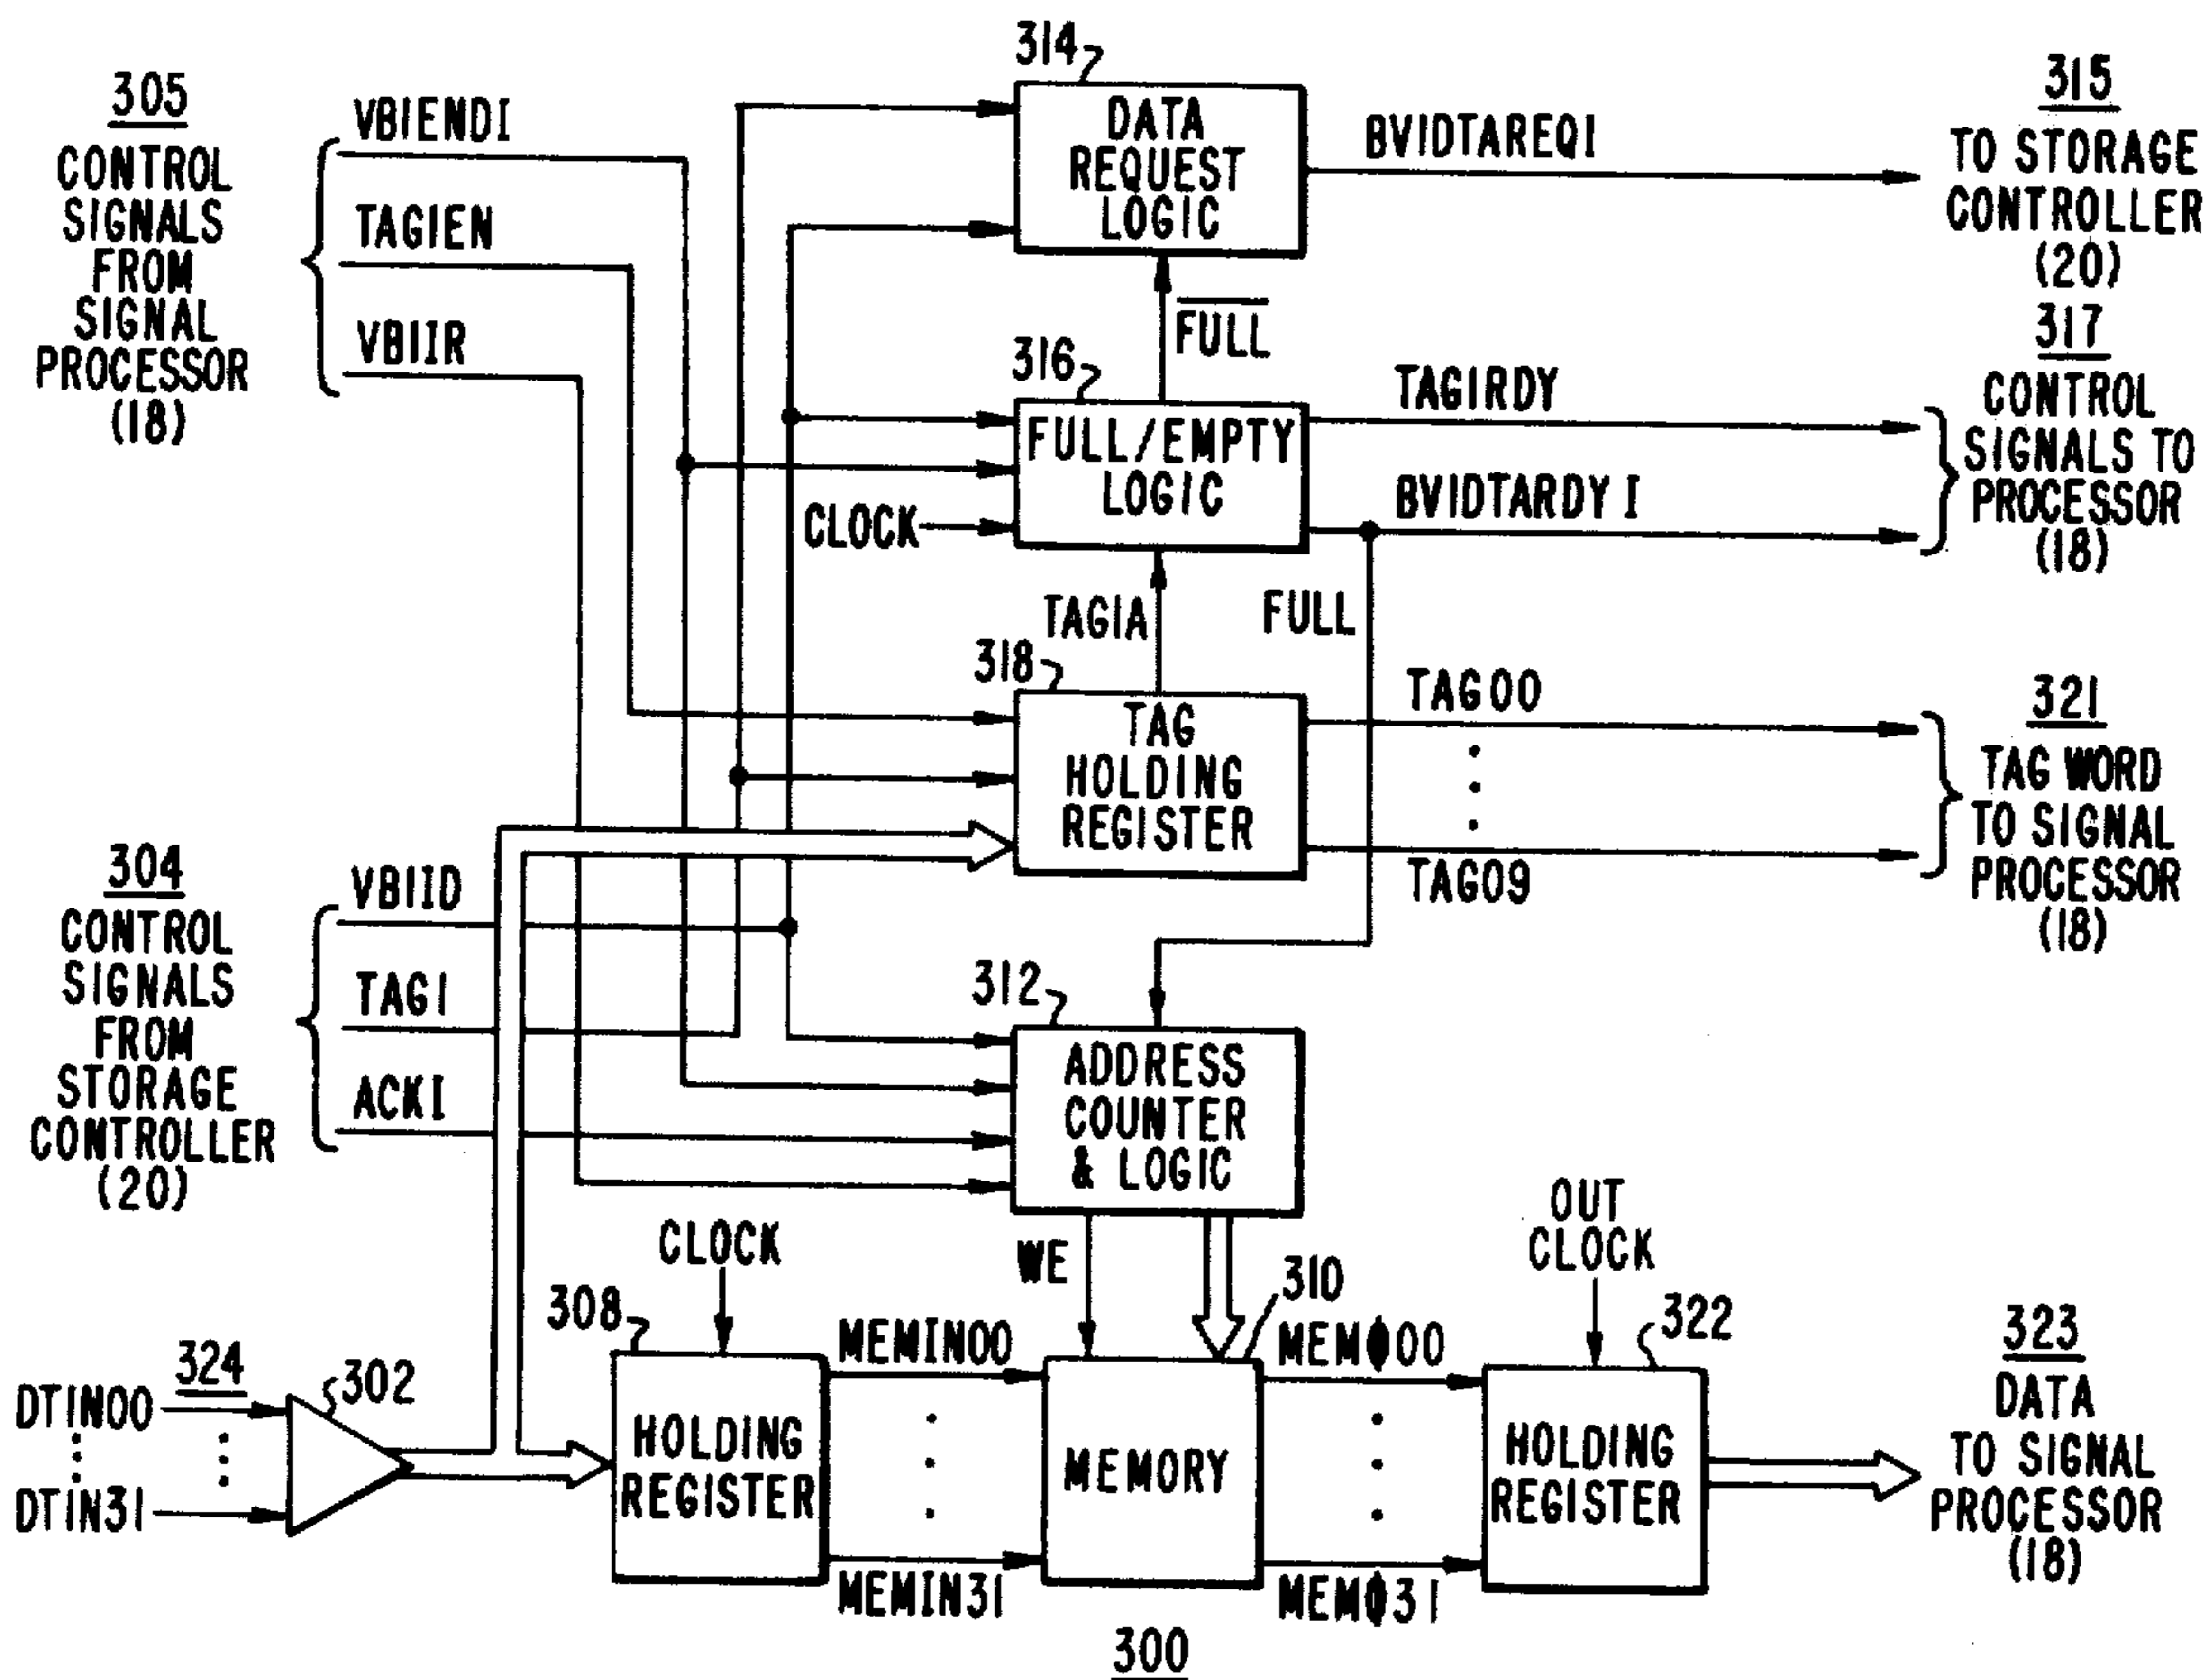 305
CONTROL
SIGNALS
FROM
SIGNAL
PROCESSOR
(18)
VBIENDI
TAGIEN
VBIIR
314
DATA
REQUEST
LOGIC
BVIDTAREQI
315
TO STORAGE
CONTROLLER
(20)
FULL
316
FULL/EMPTY
LOGIC
CLOCK
TAGIRDY
BVIDTARDYI
317
CONTROL
SIGNALS TO
PROCESSOR
(18)
TAGIA
FULL
318
TAG
HOLDING
REGISTER
TAG00
TAG09
321
TAG WORD
TO SIGNAL
PROCESSOR
(18)
304
CONTROL
SIGNALS
FROM
STORAGE
CONTROLLER
(20)
VBIID
TAGI
ACKI
312
ADDRESS
COUNTER
& LOGIC
WE
CLOCK
OUT
CLOCK
324
DTIN00
DTIN31
302
308
HOLDING
REGISTER
MEMIN00
MEMIN31
310
MEMORY
MEMϕ00
MEMϕ31
322
HOLDING
REGISTER
323
DATA
TO SIGNAL
PROCESSOR
(18)
300